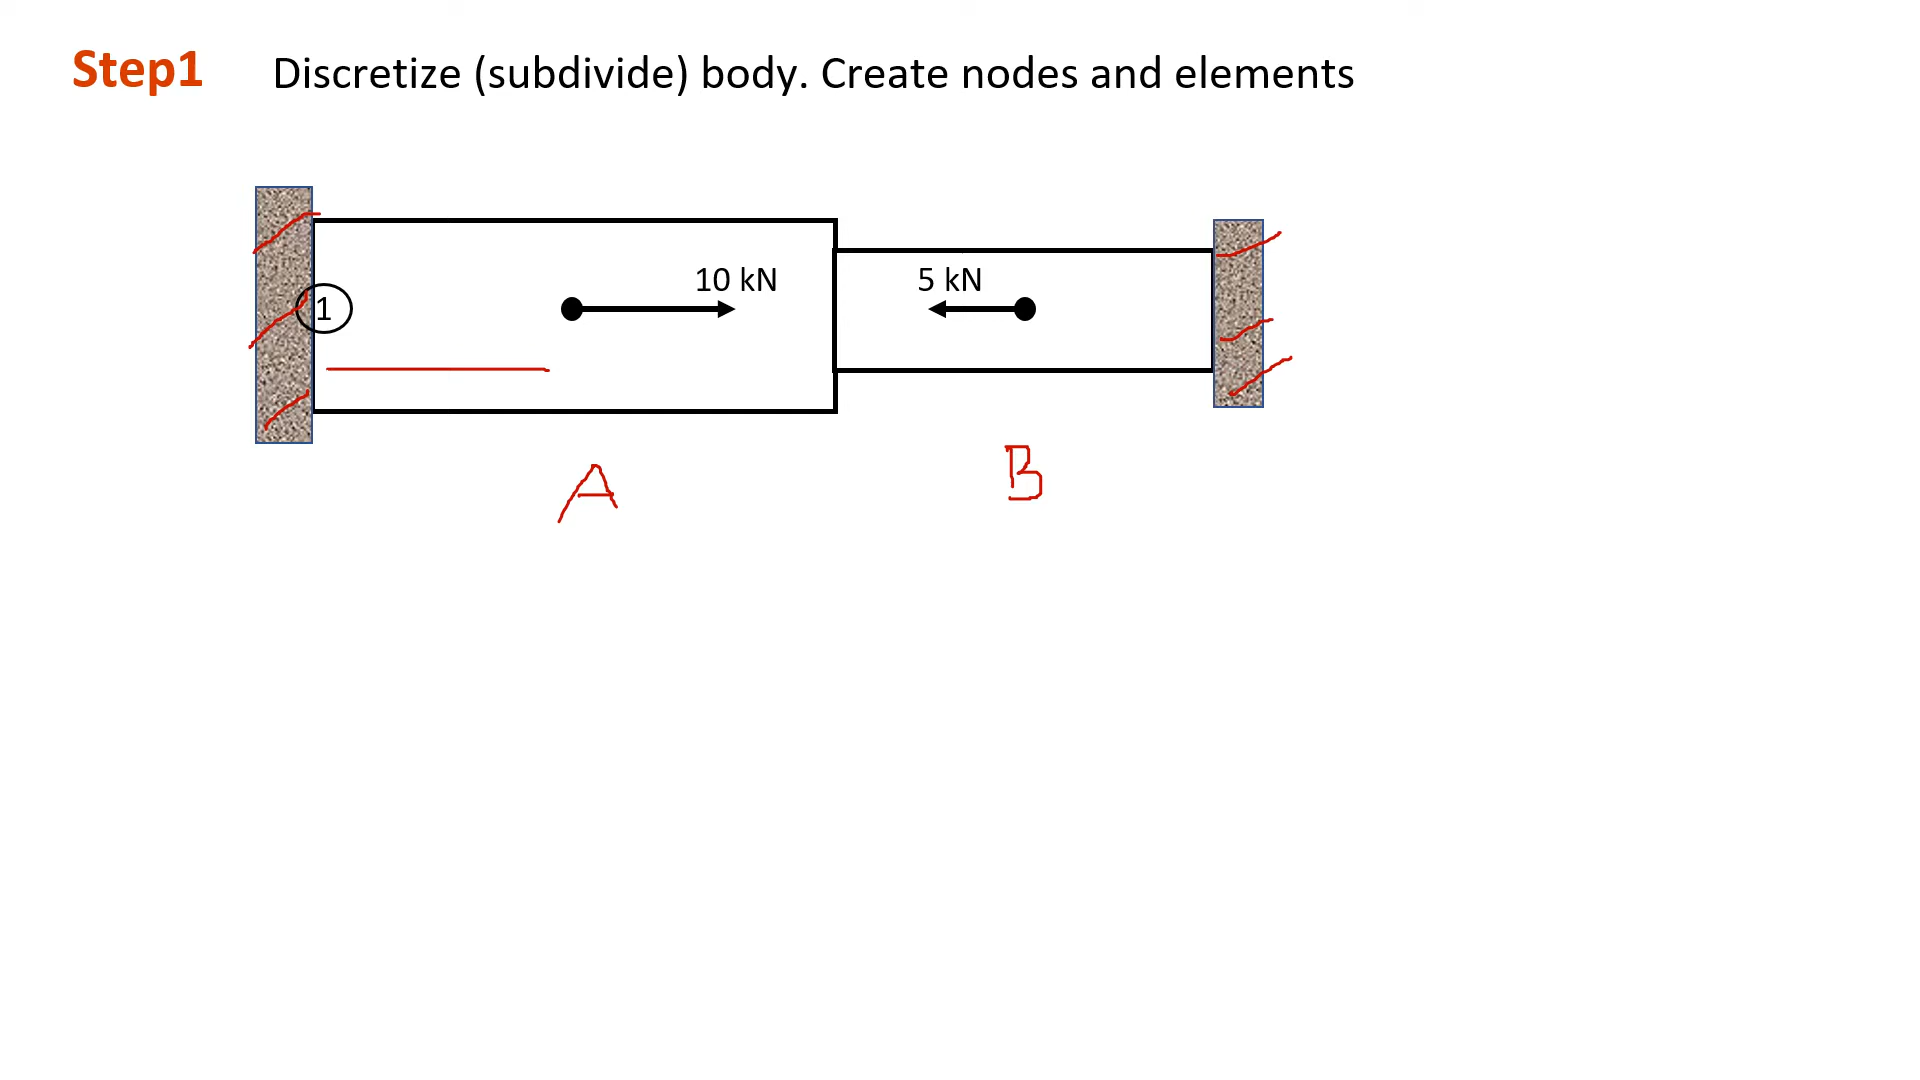 Step1 Discretize (subdivide) body. Create nodes and elements
10 kN 5 kN
1
A B